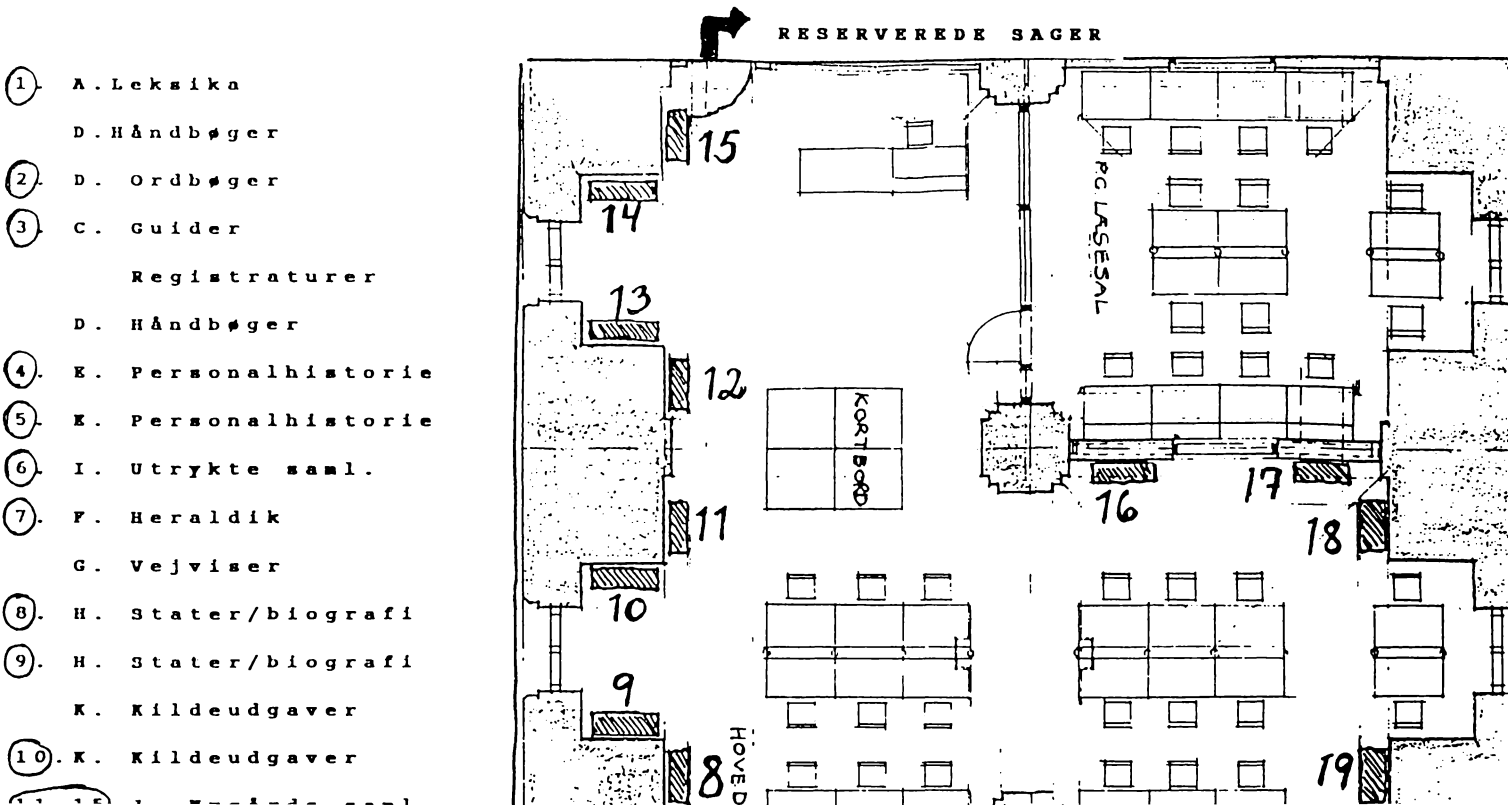 RESERVEREDE SAGER
1. A.Leksika
D.Håndbøger
2. D. Ordbøger
3. C. Guider
Registraturer
D. Håndbøger
4. E. Personalhistorie
5. E. Personalhistorie
6. I. Utrykte saml.
7. F. Heraldik
G. Vejviser
8. H. Stater/biografi
9. H. Stater/biografi
K. Kildeudgaver
10. K. Kildeudgaver
15
14
13
12
11
10
9
8
PC LÆSESAL
KORTBORD
16
17
18
19
HOVED